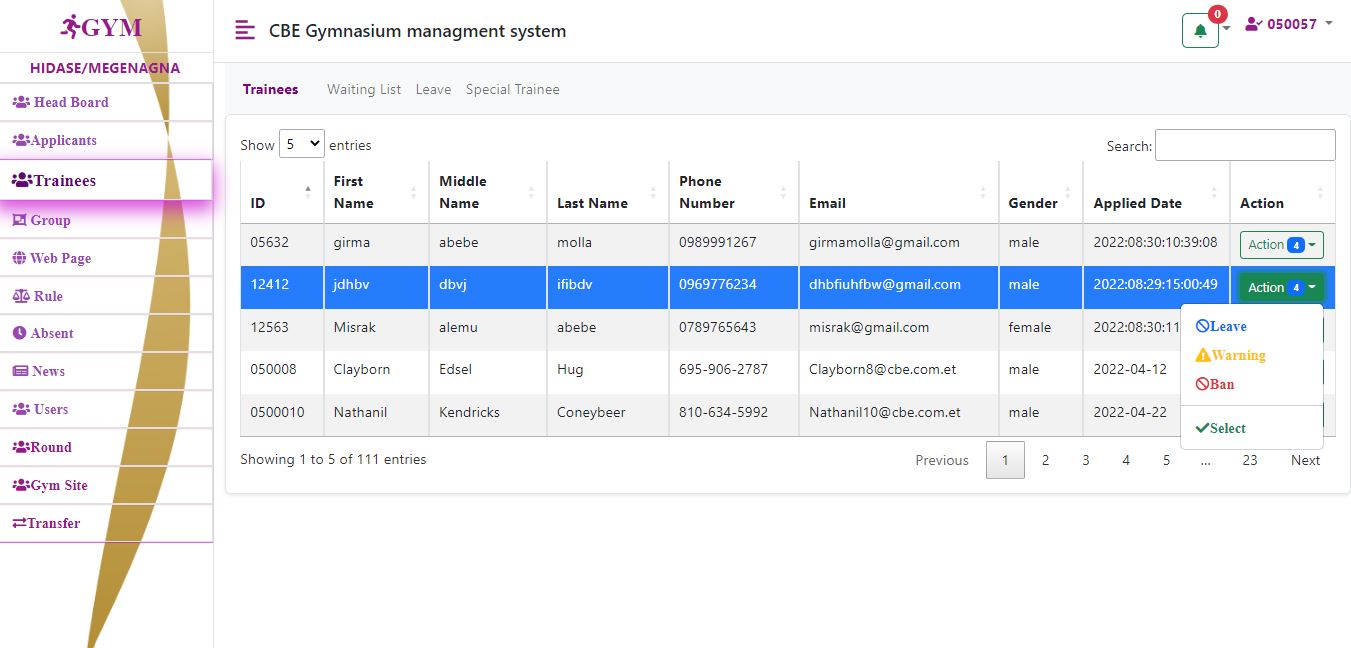 GYM
CBE Gymnasium managment system
0
050057
HIDASE/MEGENAGNA
Head Board
Applicants
Trainees
Group
Web Page
Rule
Absent
News
Users
Round
Gym Site
Transfer
Trainees Waiting List Leave Special Trainee
Show 5 entries
Search:
ID First Name Middle Name Last Name Phone Number Email Gender Applied Date Action
05632 girma abebe molla 0989991267 girmamolla@gmail.com male 2022:08:30:10:39:08 Action 4
12412 jdhbv dbvj ifibdv 0969776234 dhbfiuhfbw@gmail.com male 2022:08:29:15:00:49 Action 4
12563 Misrak alemu abebe 0789765643 misrak@gmail.com female 2022:08:30:11
050008 Clayborn Edsel Hug 695-906-2787 Clayborn8@cbe.com.et male 2022-04-12
0500010 Nathanil Kendricks Coneybeer 810-634-5992 Nathanil10@cbe.com.et male 2022-04-22
Leave
Warning
Ban
Select
Showing 1 to 5 of 111 entries
Previous 1 2 3 4 5 ... 23 Next